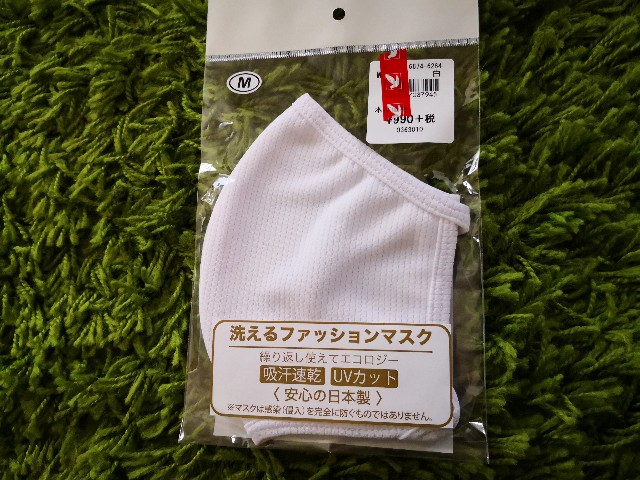 M
6674-6284
白
¥990+税
0363010
洗えるファッションマスク
繰り返し使えてエコロジー
吸汗速乾 UVカット
〈 安心の日本製 〉
※マスクは感染(侵入)を完全に防ぐものではありません。